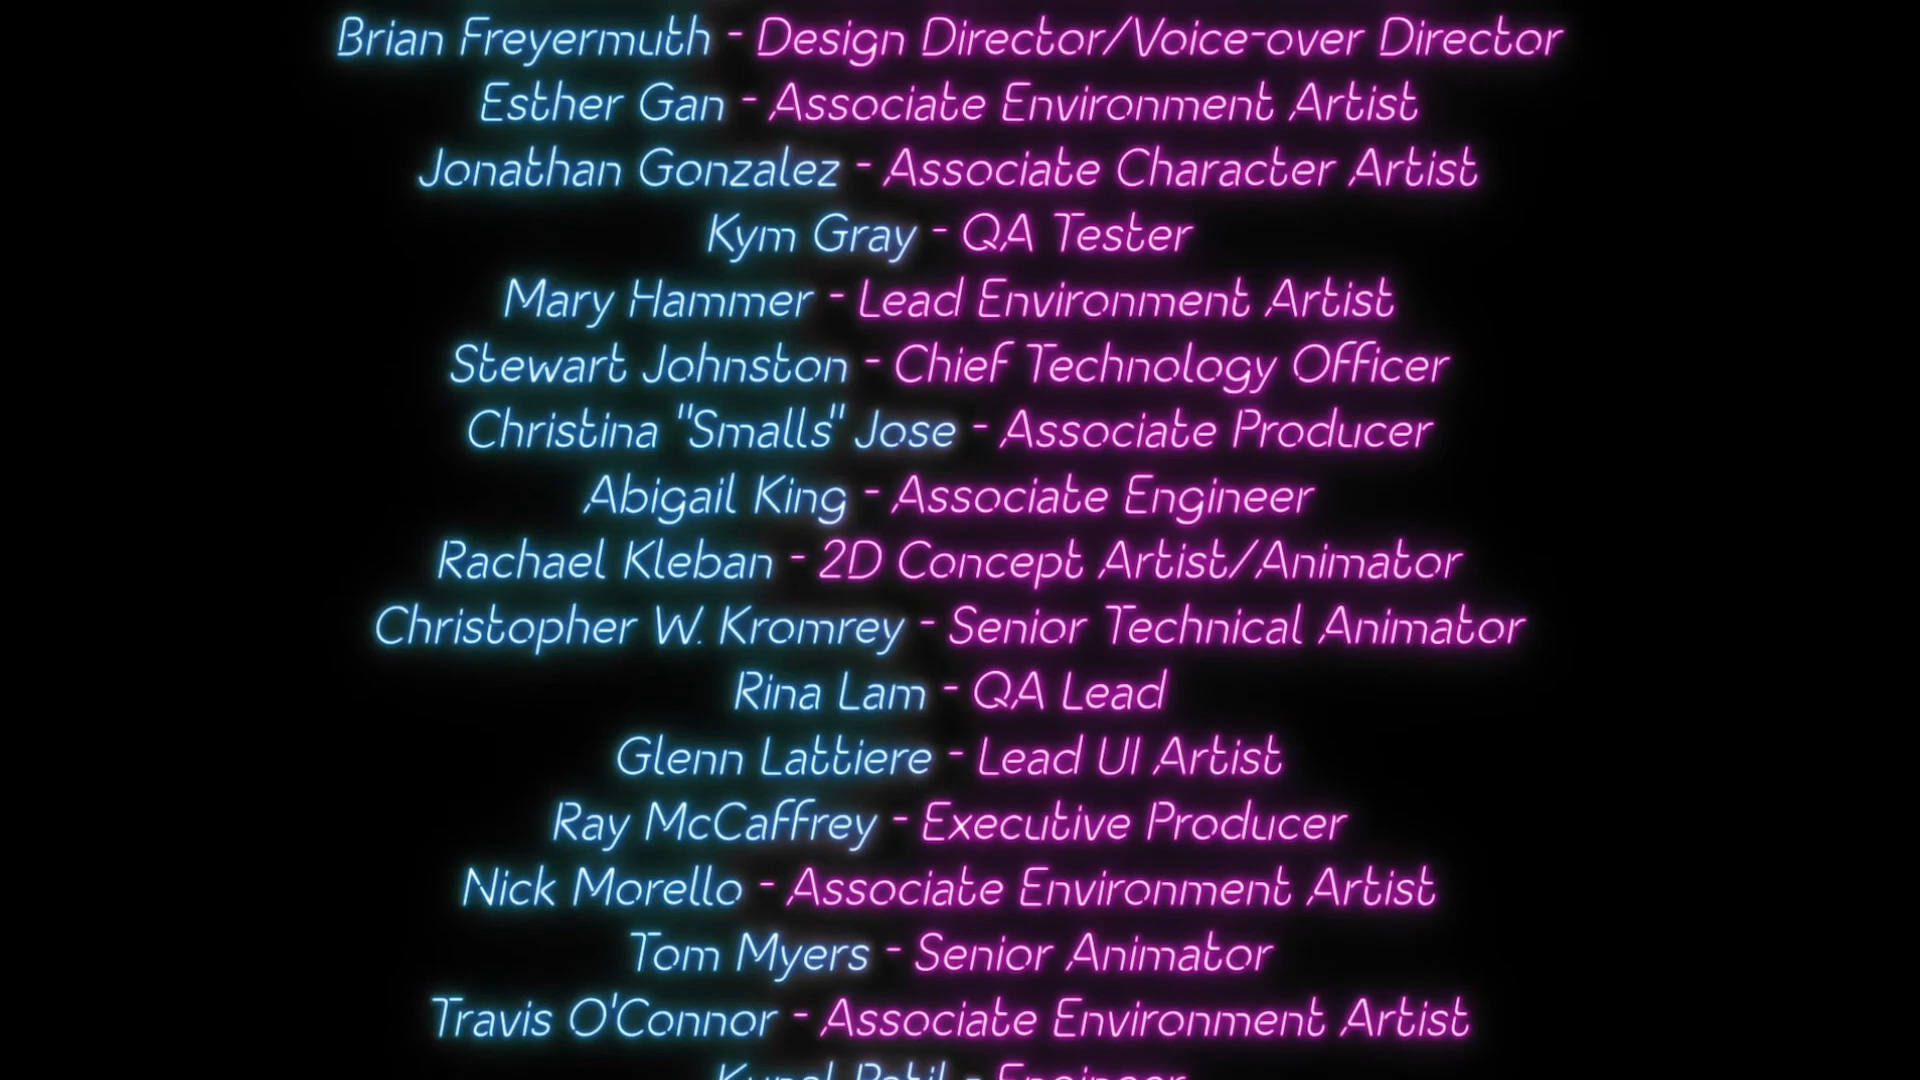 Brian Freyermuth - Design Director/Voice-over Director
Esther Gan - Associate Environment Artist
Jonathan Gonzalez - Associate Character Artist
Kym Gray - QA Tester
Mary Hammer - Lead Environment Artist
Stewart Johnston - Chief Technology Officer
Christina "Smalls" Jose - Associate Producer
Abigail King - Associate Engineer
Rachael Kleban - 2D Concept Artist/Animator
Christopher W. Kromrey - Senior Technical Animator
Rina Lam - QA Lead
Glenn Lattiere - Lead UI Artist
Ray McCaffrey - Executive Producer
Nick Morello - Associate Environment Artist
Tom Myers - Senior Animator
Travis O'Connor - Associate Environment Artist
Kunal Patil - Engineer